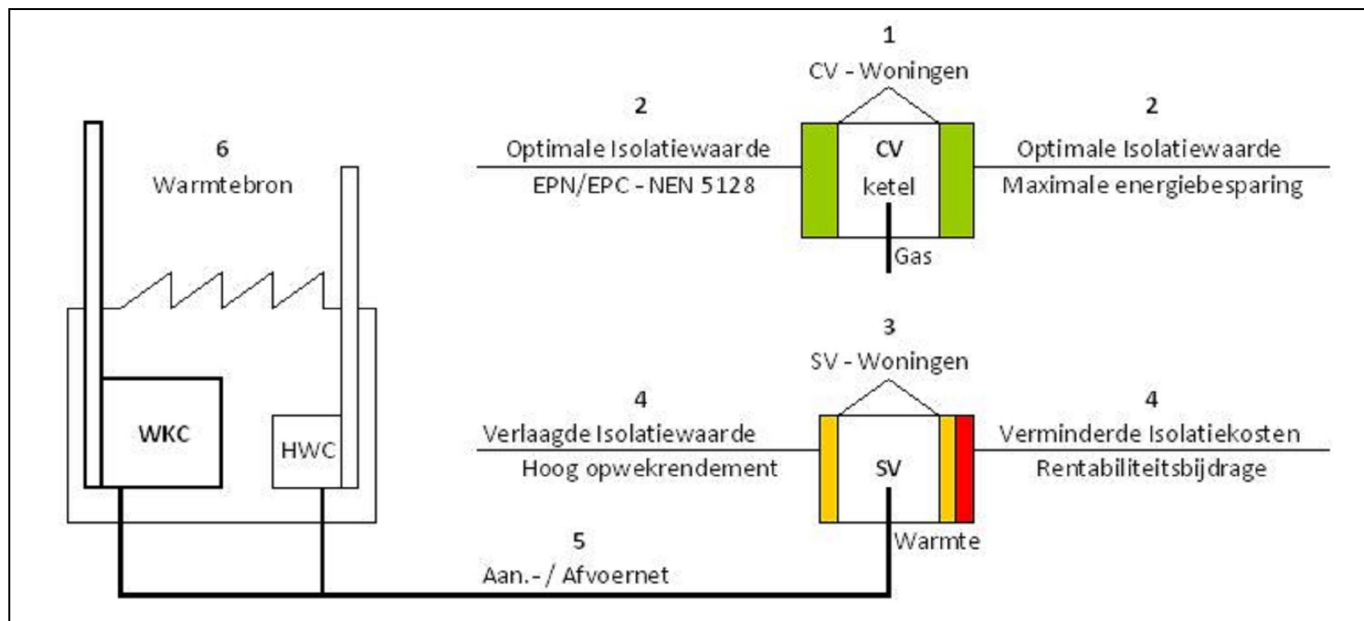 1
CV - Woningen
2
Optimale Isolatiewaarde
EPN/EPC - NEN 5128
CV
ketel
Gas
2
Optimale Isolatiewaarde
Maximale energiebesparing
6
Warmtebron
WKC
HWC
3
SV - Woningen
4
Verlaagde Isolatiewaarde
Hoog opwekrendement
SV
Warmte
4
Verminderde Isolatiekosten
Rentabiliteitsbijdrage
5
Aan.- / Afvoernet